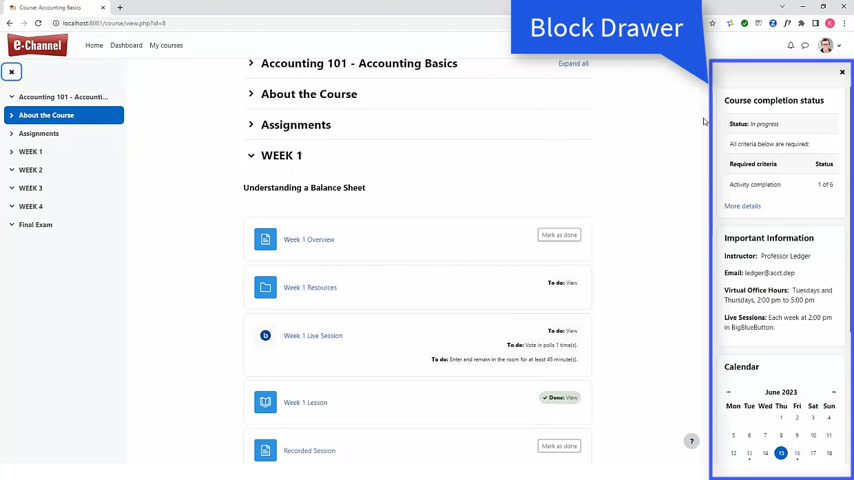 Course: Accounting Basics
localhost:8081/course/view.php?id=8
Block Drawer
e-Channel
Home
Dashboard
My courses
Accounting 101 - Accounti...
About the Course
Assignments
WEEK 1
WEEK 2
WEEK 3
WEEK 4
Final Exam
Accounting 101 - Accounting Basics
Expand all
About the Course
Assignments
WEEK 1
Understanding a Balance Sheet
Week 1 Overview
Mark as done
Week 1 Resources
To do: View
Week 1 Live Session
To do: View
To do: Vote in polls 1 time(s).
To do: Enter and remain in the room for at least 45 minute(s).
Week 1 Lesson
Done: View
Recorded Session
Mark as done
?
Course completion status
Status: In progress
All criteria below are required:
Required criteria Status
Activity completion 1 of 6
More details
Important Information
Instructor: Professor Ledger
Email: ledger@acct.dep
Virtual Office Hours: Tuesdays and
Thursdays, 2:00 pm to 5:00 pm
Live Sessions: Each week at 2:00 pm
in BigBlueButton.
Calendar
June 2023
Mon Tue Wed Thu Fri Sat Sun
1 2 3 4
5 6 7 8 9 10 11
12 13 14 15 16 17 18